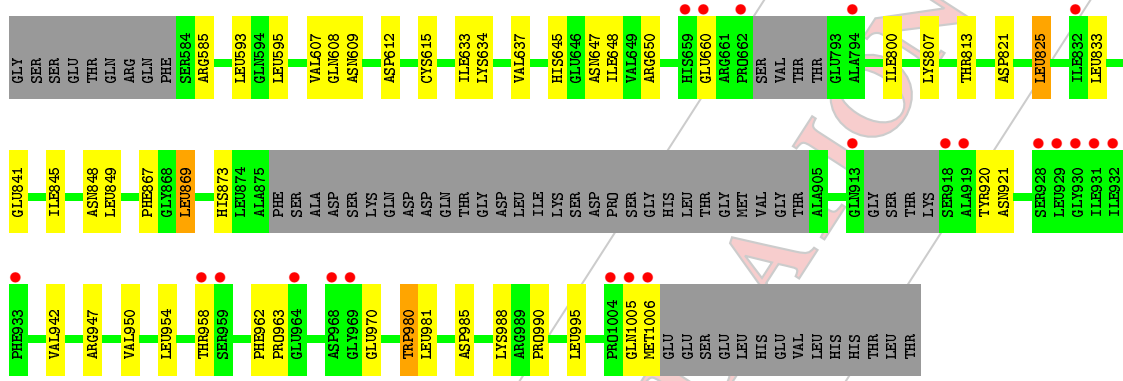 GLY SER SER GLU THR GLN ARG GLN PHE SER584 ARG585 LEU593 GLN594 LEU595 VAL607 GLN608 ASN609 ASP612 CYS615 ILE633 LYS634 VAL637 HIS645 GLU646 ASN647 ILE648 VAL649 ARG650 HIS659 GLU660 ARG661 PRO662 SER VAL THR THR GLU793 ALA794 ILE800 LYS807 THR813 ASP821 LEU825 ILE832 LEU833
GLU841 ILE845 ASN848 LEU849 PHE867 GLY868 LEU869 HIS873 LEU874 ALA875 PHE SER ALA ASP SER LYS GLN ASP ASP GLN THR GLY ASP LEU ILE LYS SER ASP PRO SER GLY HIS LEU THR GLY MET VAL GLY THR ALA905 GLN913 GLY SER THR LYS SER918 ALA919 TYR920 ASN921 SER928 LEU929 GLY930 ILE931 ILE932
PHE933 VAL942 ARG947 VAL950 LEU954 THR958 SER959 PHE962 PRO963 GLU964 ASP968 GLY969 GLU970 TRP980 LEU981 ASP985 LYS988 ARG989 PRO990 LEU995 PRO1004 GLN1005 MET1006 GLU GLU SER GLU LEU HIS GLU VAL LEU HIS HIS THR LEU THR